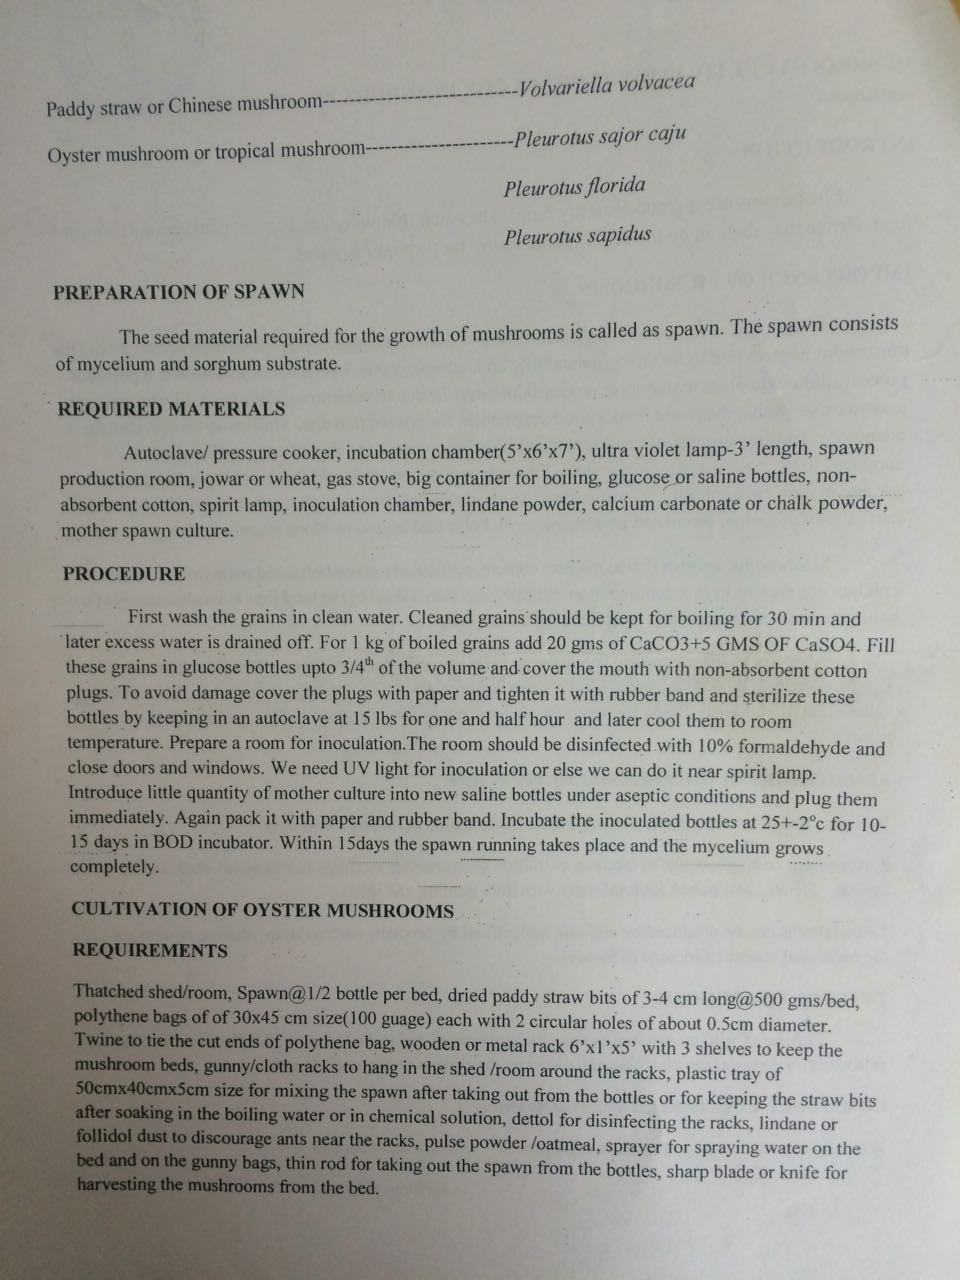 Paddy straw or Chinese mushroom------------------------------Volvariella volvacea
Oyster mushroom or tropical mushroom-----------------------Pleurotus sajor caju
Pleurotus florida
Pleurotus sapidus
PREPARATION OF SPAWN
The seed material required for the growth of mushrooms is called as spawn. The spawn consists
of mycelium and sorghum substrate.
REQUIRED MATERIALS
Autoclave/ pressure cooker, incubation chamber(5’x6’x7’), ultra violet lamp-3’ length, spawn
production room, jowar or wheat, gas stove, big container for boiling, glucose or saline bottles, non-
absorbent cotton, spirit lamp, inoculation chamber, lindane powder, calcium carbonate or chalk powder,
mother spawn culture.
PROCEDURE
First wash the grains in clean water. Cleaned grains should be kept for boiling for 30 min and
later excess water is drained off. For 1 kg of boiled grains add 20 gms of CaCO3+5 GMS OF CaSO4. Fill
these grains in glucose bottles upto 3/4th of the volume and cover the mouth with non-absorbent cotton
plugs. To avoid damage cover the plugs with paper and tighten it with rubber band and sterilize these
bottles by keeping in an autoclave at 15 lbs for one and half hour and later cool them to room
temperature. Prepare a room for inoculation.The room should be disinfected with 10% formaldehyde and
close doors and windows. We need UV light for inoculation or else we can do it near spirit lamp.
Introduce little quantity of mother culture into new saline bottles under aseptic conditions and plug them
immediately. Again pack it with paper and rubber band. Incubate the inoculated bottles at 25+-2°c for 10-
15 days in BOD incubator. Within 15days the spawn running takes place and the mycelium grows
completely.
CULTIVATION OF OYSTER MUSHROOMS
REQUIREMENTS
Thatched shed/room, Spawn@1/2 bottle per bed, dried paddy straw bits of 3-4 cm long@500 gms/bed,
polythene bags of of 30x45 cm size(100 guage) each with 2 circular holes of about 0.5cm diameter.
Twine to tie the cut ends of polythene bag, wooden or metal rack 6’x1’x5’ with 3 shelves to keep the
mushroom beds, gunny/cloth racks to hang in the shed /room around the racks, plastic tray of
50cmx40cmx5cm size for mixing the spawn after taking out from the bottles or for keeping the straw bits
after soaking in the boiling water or in chemical solution, dettol for disinfecting the racks, lindane or
follidol dust to discourage ants near the racks, pulse powder /oatmeal, sprayer for spraying water on the
bed and on the gunny bags, thin rod for taking out the spawn from the bottles, sharp blade or knife for
harvesting the mushrooms from the bed.